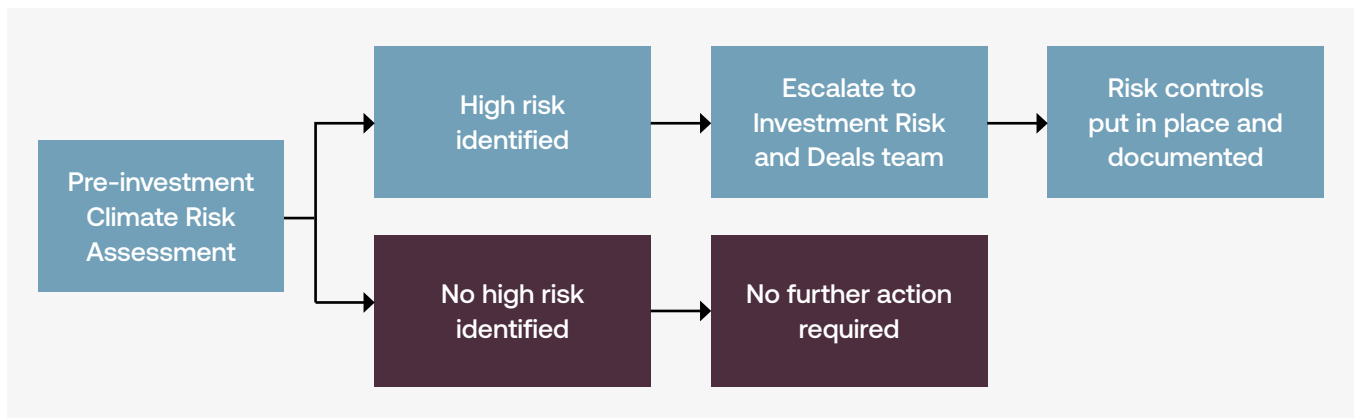 Pre-investment
Climate Risk
Assessment
High risk
identified
Escalate to
Investment Risk
and Deals team
Risk controls
put in place and
documented
No high risk
identified
No further action
required